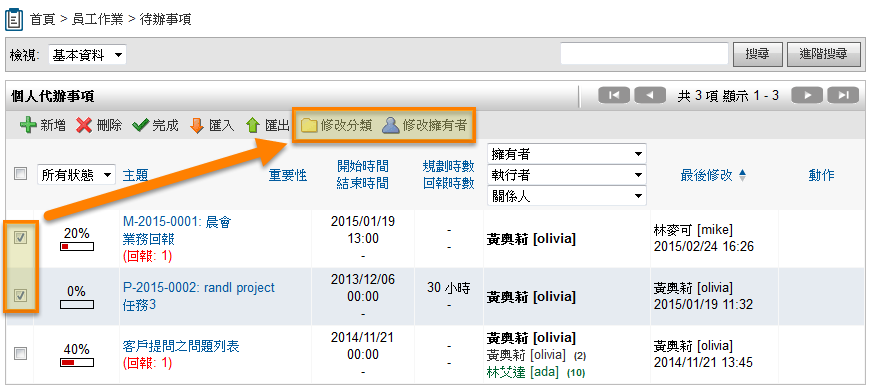 首頁 > 員工作業 > 待辦事項
檢視: 基本資料 搜尋 進階搜尋
個人代辦事項 共 3 項 顯示 1 - 3
新增 刪除 完成 匯入 匯出 修改分類 修改擁有者
所有狀態 主題 重要性 開始時間 結束時間 規劃時數 回報時數 擁有者 執行者 關係人 最後修改 動作
20% M-2015-0001: 晨會 2015/01/19 - 黃奧莉 [olivia] 林麥可 [mike]
業務回報 13:00 - 2015/02/24 16:26
(回報: 1) -
0% P-2015-0002: randl project 2013/12/06 30 小時 黃奧莉 [olivia] 黃奧莉 [olivia]
任務3 00:00 - 2015/01/19 11:32
-
40% 客戶提問之問題列表 2014/11/21 - 黃奧莉 [olivia] 黃奧莉 [olivia]
(回報: 1) 00:00 - 黃奧莉 [olivia] (2) 2014/11/21 13:45
- 林艾達 [ada] (10)